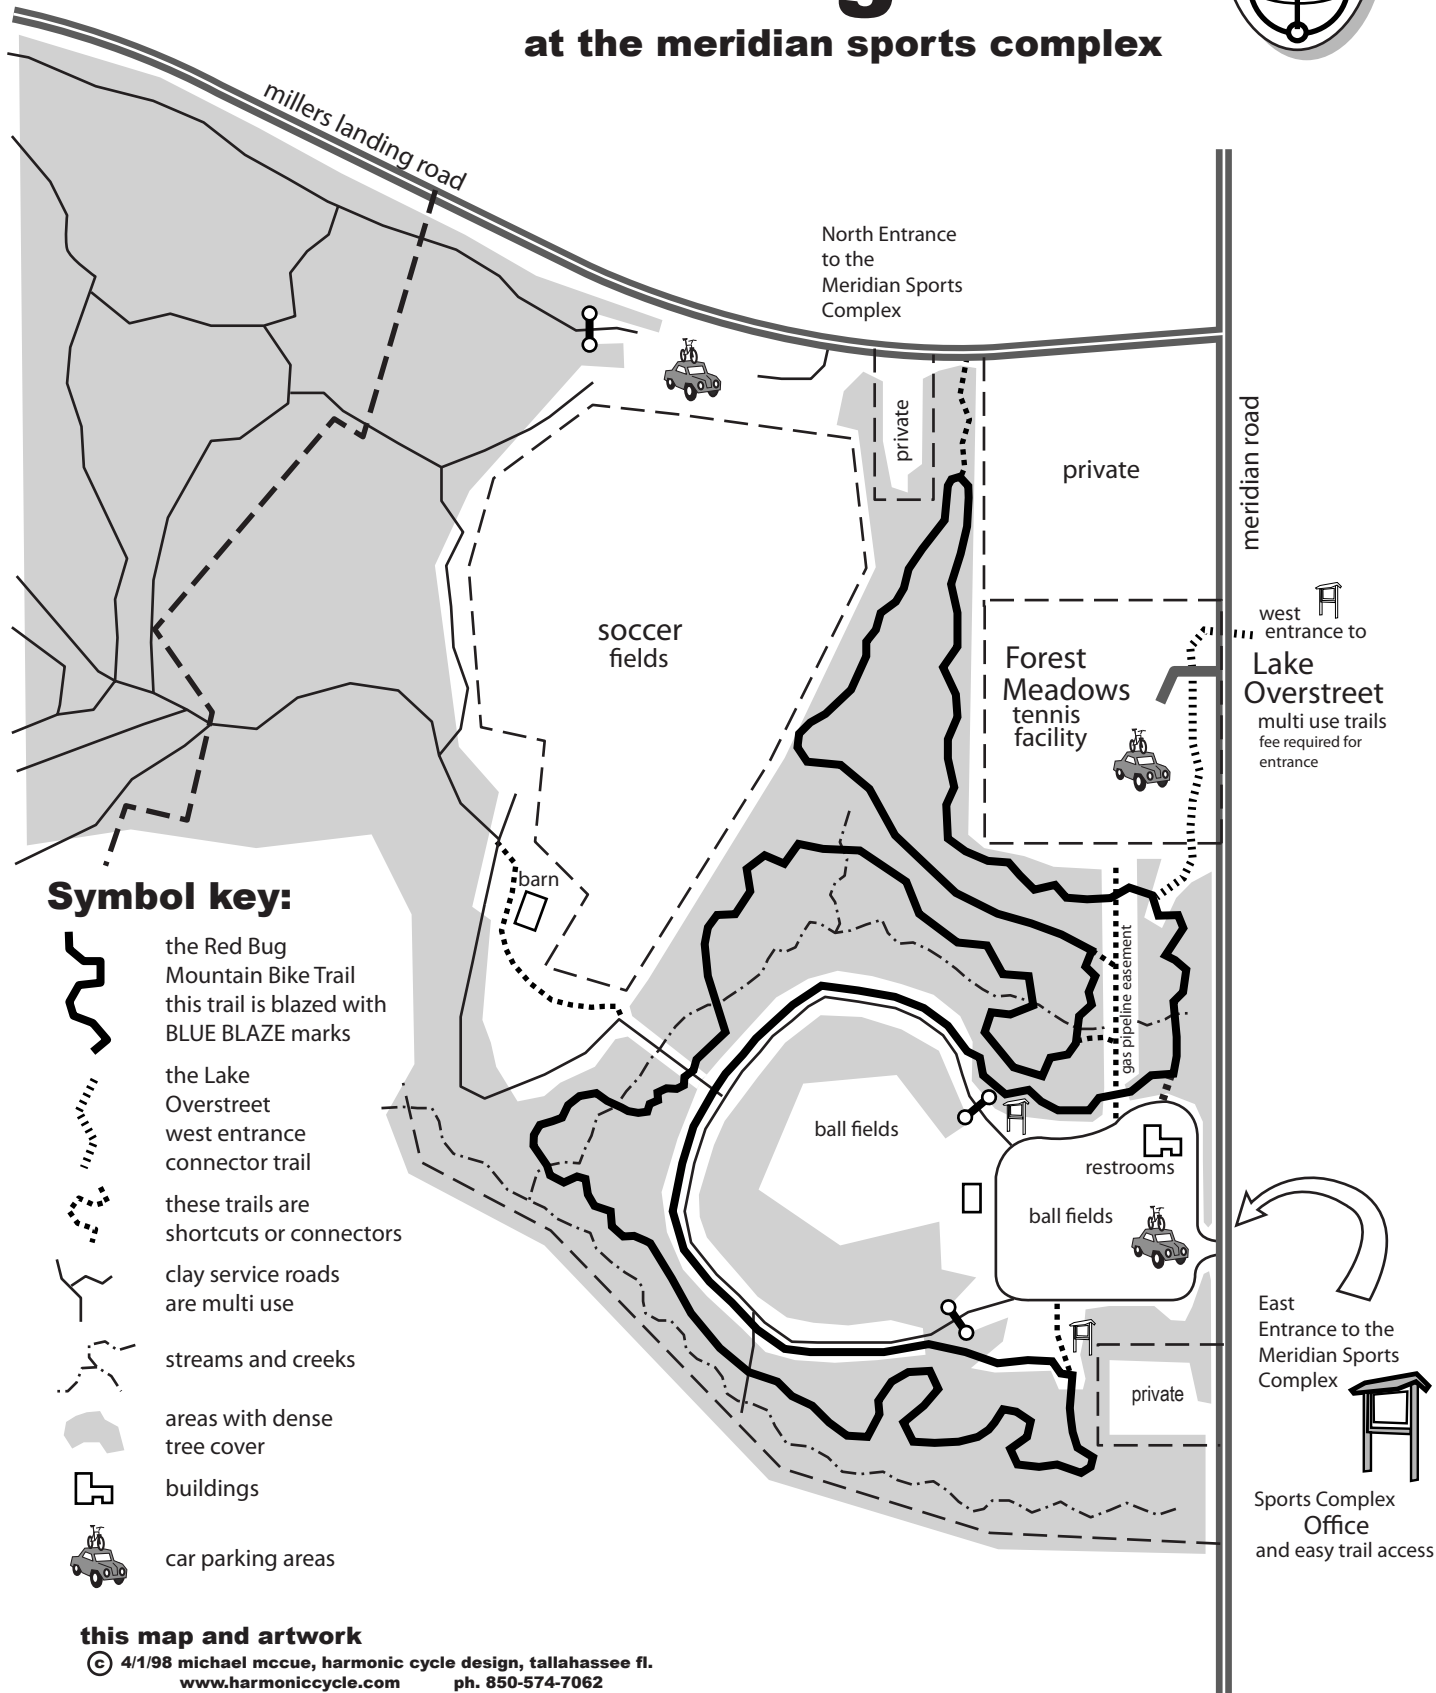 at the meridian sports complex
millers landing road
North Entrance
to the
Meridian Sports
Complex
private
private
meridian road
soccer
fields
west
entrance to
Lake
Overstreet
multi use trails
fee required for
entrance
Forest
Meadows
tennis
facility
barn
gas pipeline easement
ball fields
restrooms
ball fields
private
East
Entrance to the
Meridian Sports
Complex
Sports Complex
Office
and easy trail access
Symbol key:
the Red Bug
Mountain Bike Trail
this trail is blazed with
BLUE BLAZE marks
the Lake
Overstreet
west entrance
connector trail
these trails are
shortcuts or connectors
clay service roads
are multi use
streams and creeks
areas with dense
tree cover
buildings
car parking areas
this map and artwork
© 4/1/98 michael mccue, harmonic cycle design, tallahassee fl.
www.harmoniccycle.com ph. 850-574-7062